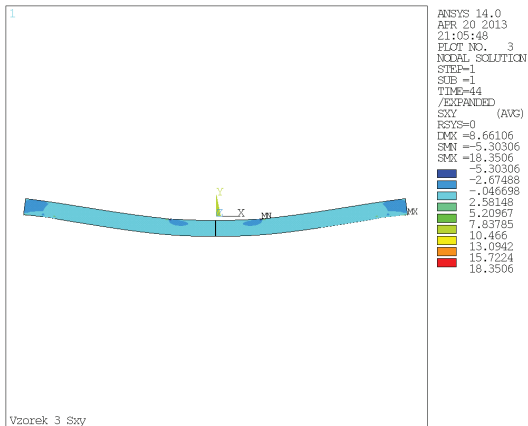 1
ANSYS 14.0
APR 20 2013
21:05:48
PLOT NO. 3
NODAL SOLUTION
STEP=1
SUB =1
TIME=44
/EXPANDED
SXY (AVG)
RSYS=0
DMX =8.66106
SMN =-5.30306
SMX =18.3506
-5.30306
-2.67488
-.046698
2.58148
5.20967
7.83785
10.466
13.0942
15.7224
18.3506
Y
X
MN
MX
Vzorek 3 Sxy